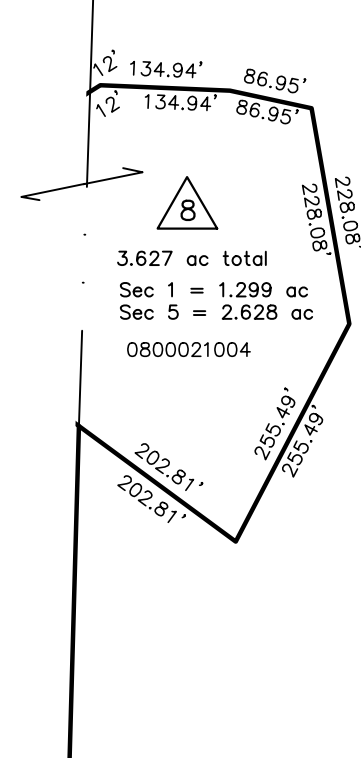 12' 134.94' 86.95'
12' 134.94' 86.95'
228.08' 228.08'
8
3.627 ac total
Sec 1 = 1.299 ac
Sec 5 = 2.628 ac
0800021004
255.49' 255.49'
202.81'
202.81'